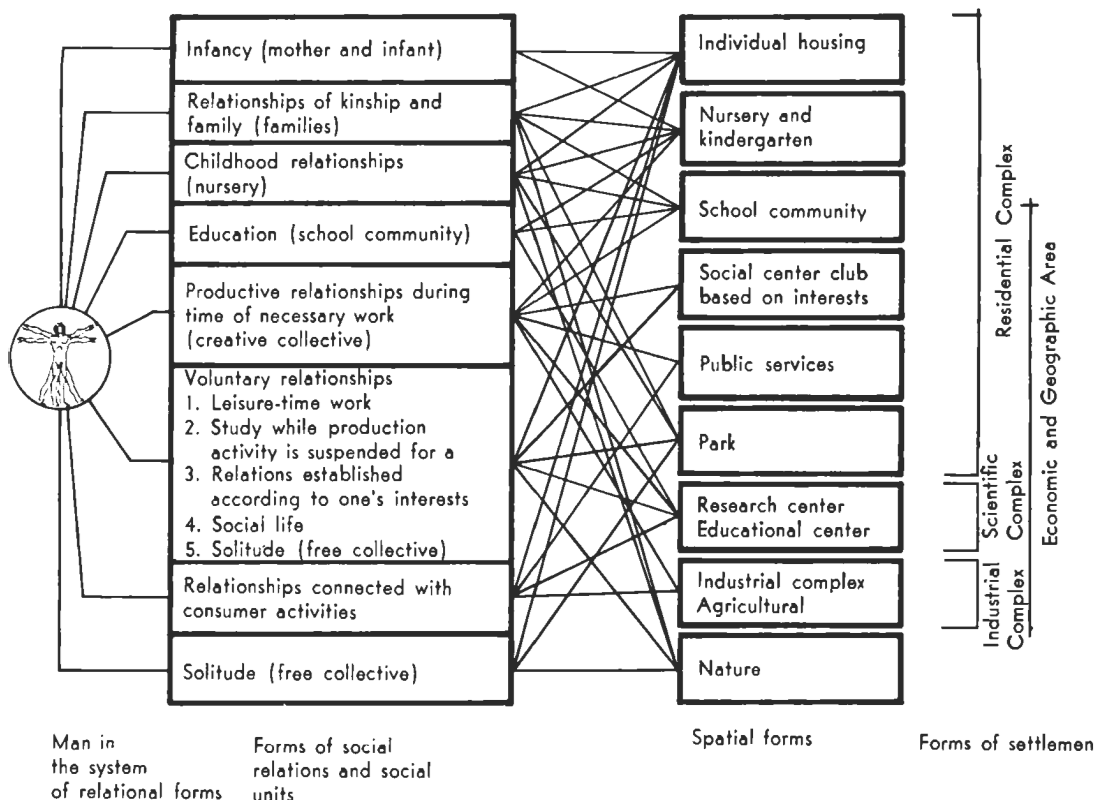 Infancy (mother and infant)
Relationships of kinship and
family (families)
Childhood relationships
(nursery)
Education (school community)
Productive relationships during
time of necessary work
(creative collective)
Voluntary relationships
1. Leisure-time work
2. Study while production
activity is suspended for a
3. Relations established
according to one's interests
4. Social life
5. Solitude (free collective)
Relationships connected with
consumer activities
Solitude (free collective)
Individual housing
Nursery and
kindergarten
School community
Social center club
based on interests
Public services
Park
Research center
Educational center
Industrial complex
Agricultural
Nature
Residential Complex
Scientific
Complex
Industrial
Complex
Economic and Geographic Area
Man in
the system
of relational forms
Forms of social
relations and social
units
Spatial forms
Forms of settlemen